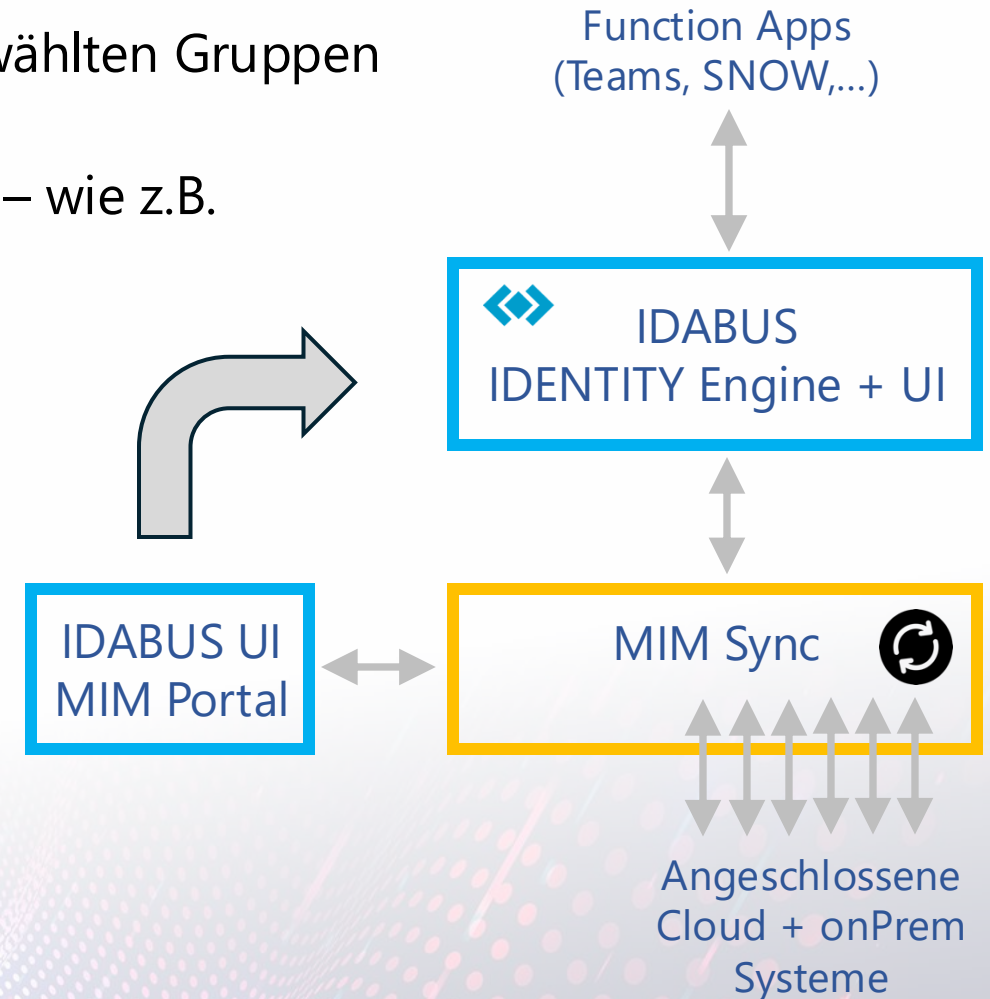 wählten Gruppen
– wie z.B.
Function Apps
(Teams, SNOW,...)
IDABUS
IDENTITY Engine + UI
IDABUS UI
MIM Portal
MIM Sync
Angeschlossene
Cloud + onPrem
Systeme